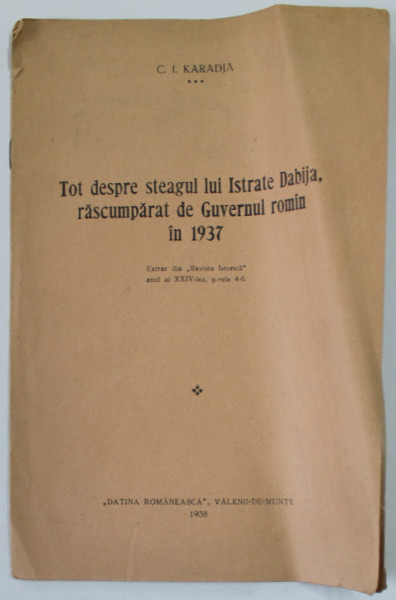 C. I. KARADJA
***
Tot despre steagul lui Istrate Dabija,
răscumpărat de Guvernul romîn
în 1937
Extras din „Revista Istorică"
anul al XXIV-lea, p-rele 4-6.
„DATINA ROMÂNEASCĂ", VĂLENII-DE-MUNTE
1938